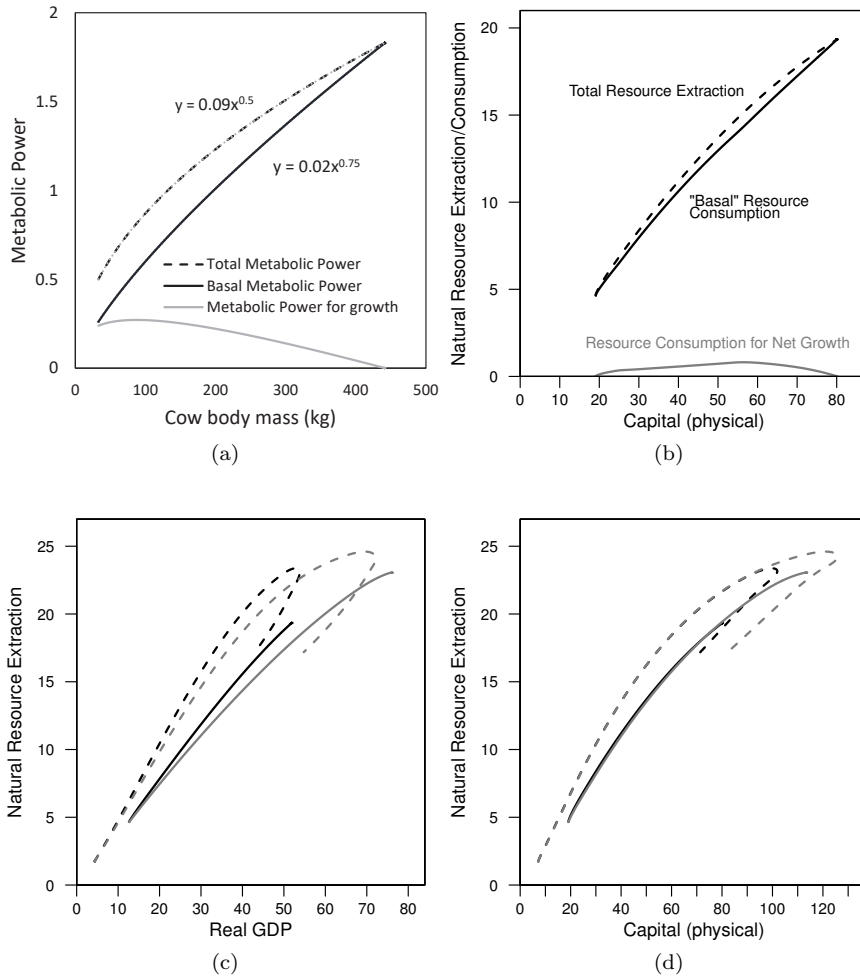 2
1.5
1
0.5
0
Metabolic Power
y = 0.09x^0.5
y = 0.02x^0.75
Total Metabolic Power
Basal Metabolic Power
Metabolic Power for growth
0 100 200 300 400 500
Cow body mass (kg)
(a)
20
15
10
5
0
Natural Resource Extraction/Consumption
Total Resource Extraction
"Basal" Resource
Consumption
Resource Consumption for Net Growth
0 10 20 30 40 50 60 70 80
Capital (physical)
(b)
25
20
15
10
5
0
Natural Resource Extraction
0 10 20 30 40 50 60 70 80
Real GDP
(c)
25
20
15
10
5
0
Natural Resource Extraction
0 20 40 60 80 100 120
Capital (physical)
(d)